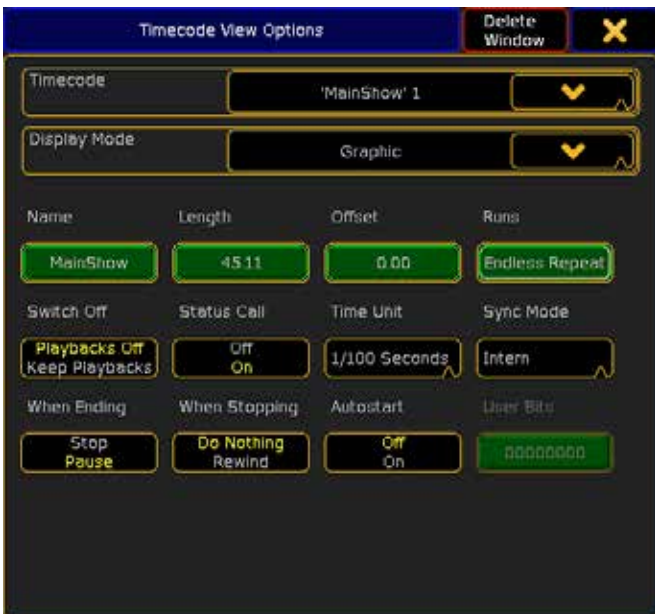 Timecode View Options
Delete
Window
Timecode
'MainShow' 1
Display Mode
Graphic
Name
Length
Offset
Runs
MainShow
45.11
0.00
Endless Repeat
Switch Off
Status Call
Time Unit
Sync Mode
Playbacks Off
Keep Playbacks
Off
On
1/100 Seconds
Intern
When Ending
When Stopping
Autostart
User Bits
Stop
Pause
Do Nothing
Rewind
Off
On
00000000